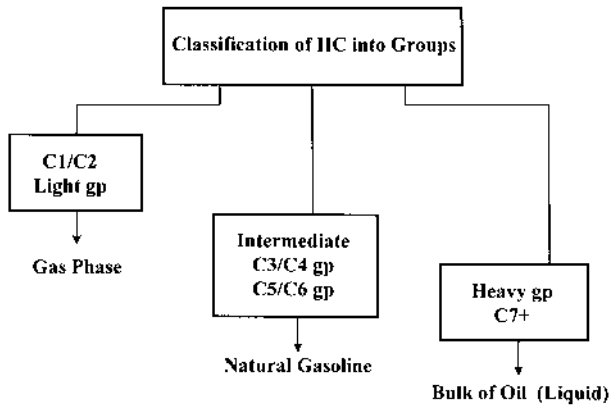 Classification of HC into Groups
C1/C2
Light gp
Gas Phase
Intermediate
C3/C4 gp
C5/C6 gp
Natural Gasoline
Heavy gp
C7+
Bulk of Oil (Liquid)